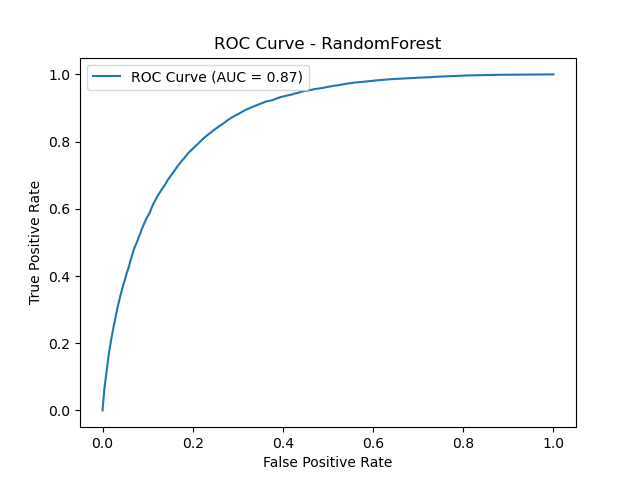 ROC Curve - RandomForest
ROC Curve (AUC = 0.87)
True Positive Rate
1.0
0.8
0.6
0.4
0.2
0.0
0.0 0.2 0.4 0.6 0.8 1.0
False Positive Rate